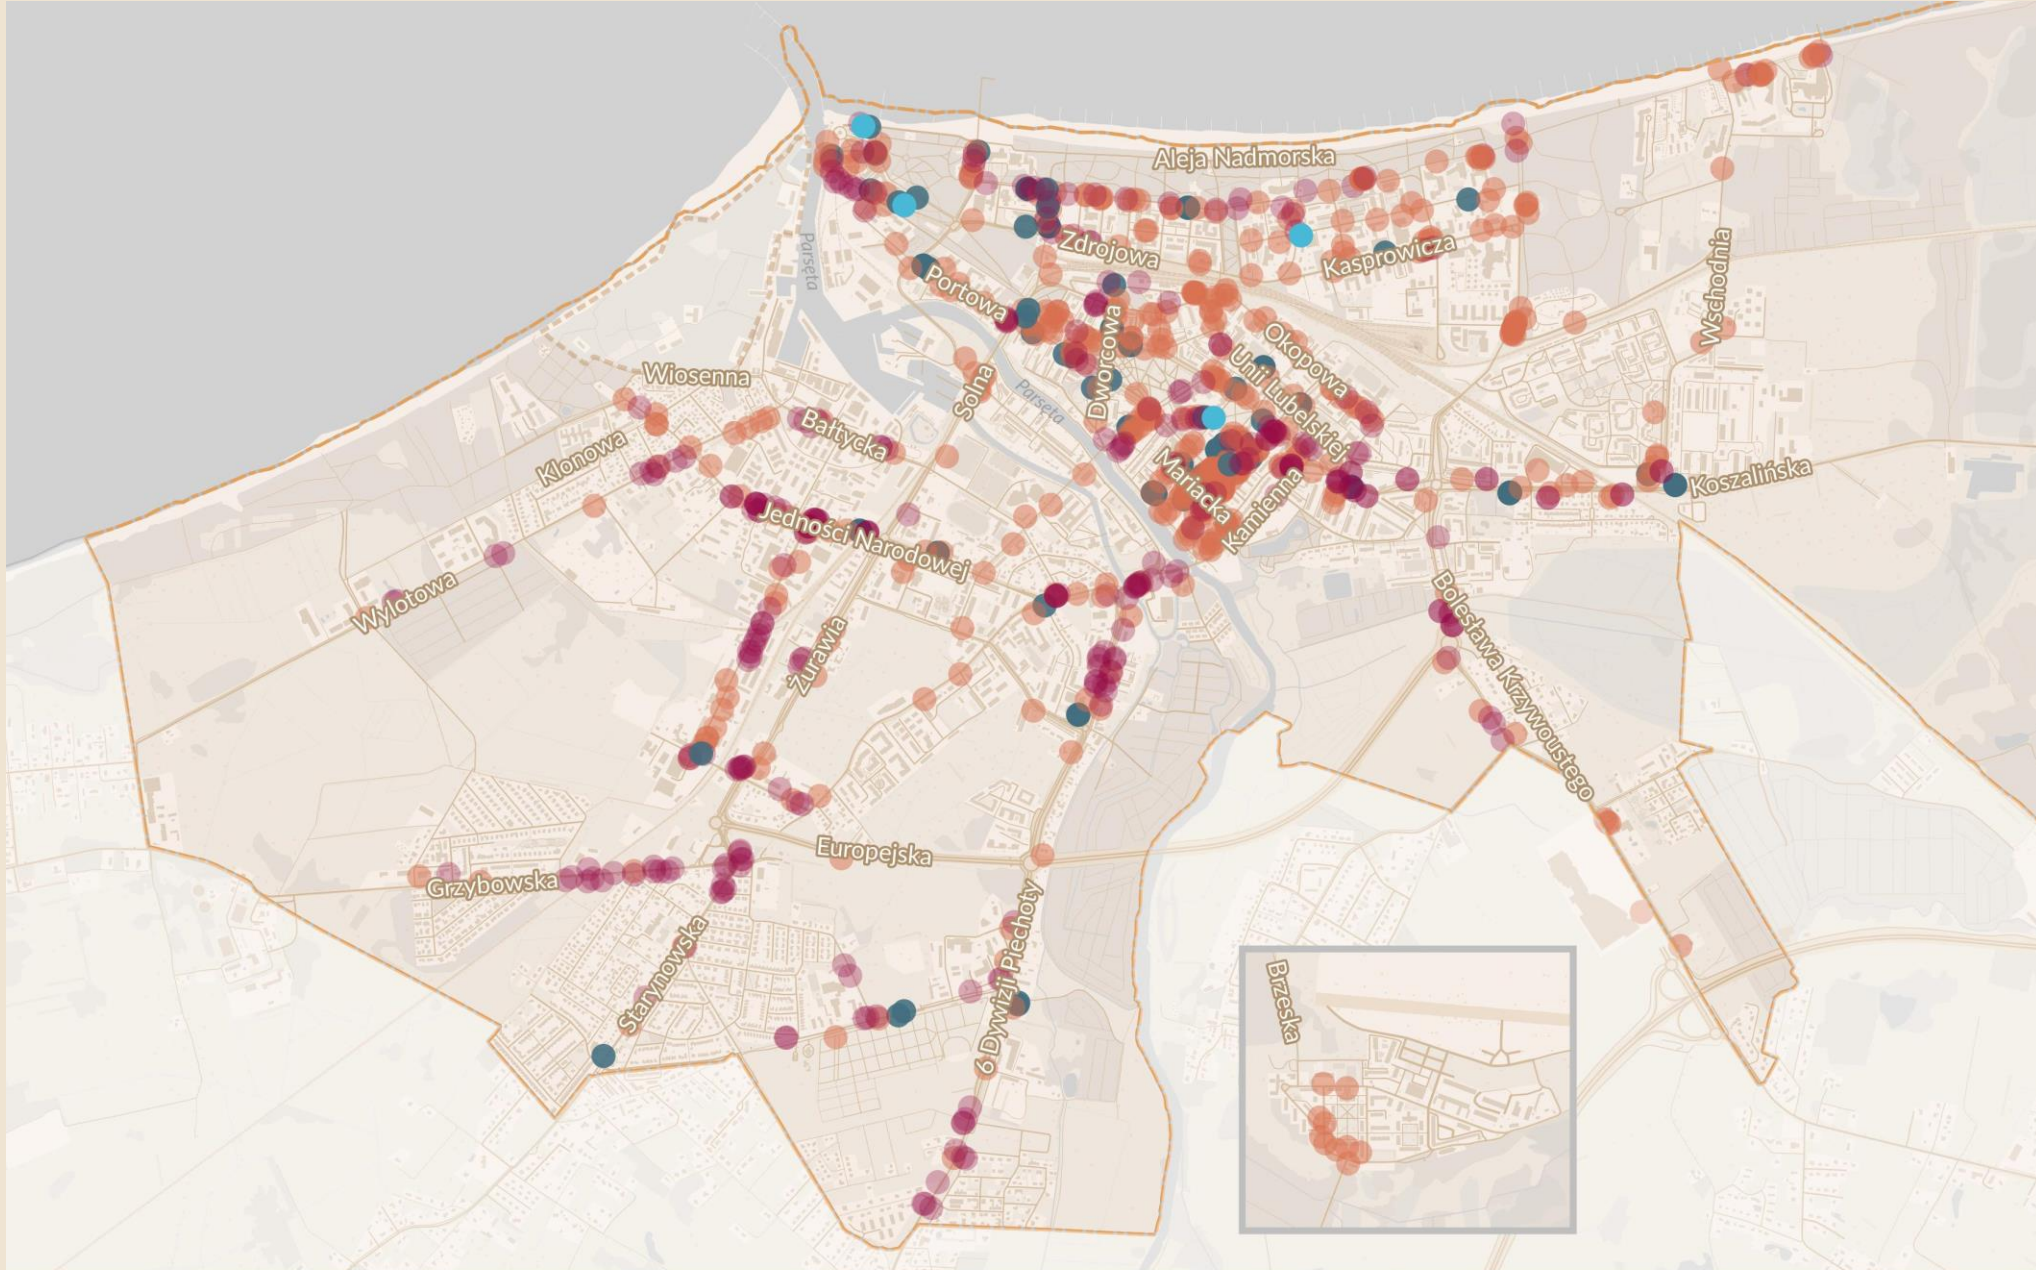 Aleja Nadmorska
Parsęta
Zdrojowa
Kasprowicza
Portowa
Wschodnia
Dworcowa
Okopowa
Wiosenna
Solna
Parsęta
Unii Lubelskiej
Bałtycka
Klonowa
Mariacka
Kamienna
Koszalińska
Jedności Narodowej
Wylotowa
Żurawia
Bolesława Krzywoustego
Europejska
Grzybowska
6 Dywizji Piechoty
Starynowska
Brzeska